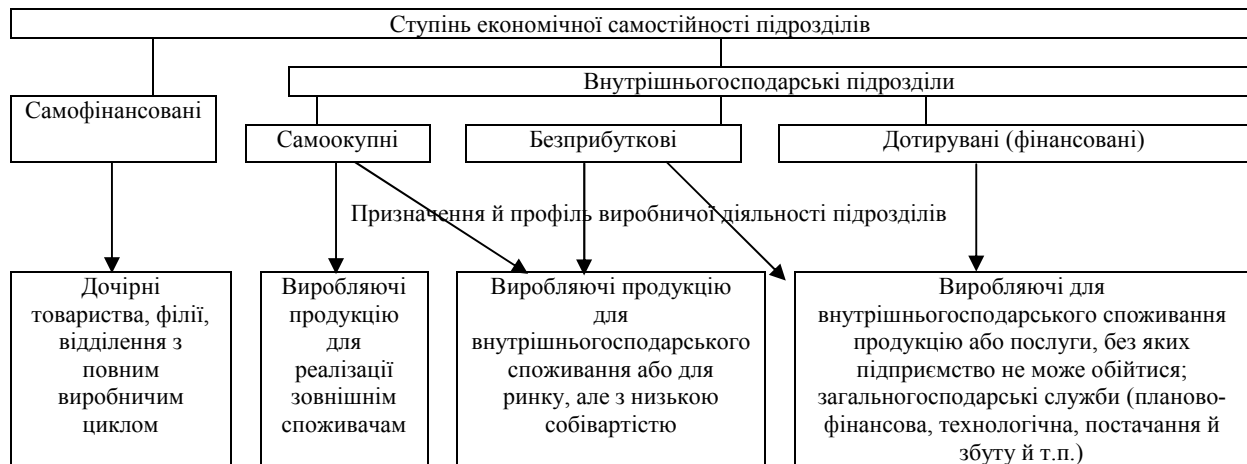 Ступінь економічної самостійності підрозділів
Внутрішньогосподарські підрозділи
Самофінансовані
Самоокупні
Безприбуткові
Дотирувані (фінансовані)
Призначення й профіль виробничої діяльності підрозділів
Дочірні
товариства, філії,
відділення з
повним
виробничим
циклом
Виробляючі
продукцію
для
реалізації
зовнішнім
споживачам
Виробляючі продукцію
для
внутрішньогосподарського
споживання або для
ринку, але з низькою
собівартістю
Виробляючі для
внутрішньогосподарського споживання
продукцію або послуги, без яких
підприємство не може обійтися;
загальногосподарські служби (планово-
фінансова, технологічна, постачання й
збуту й т.п.)